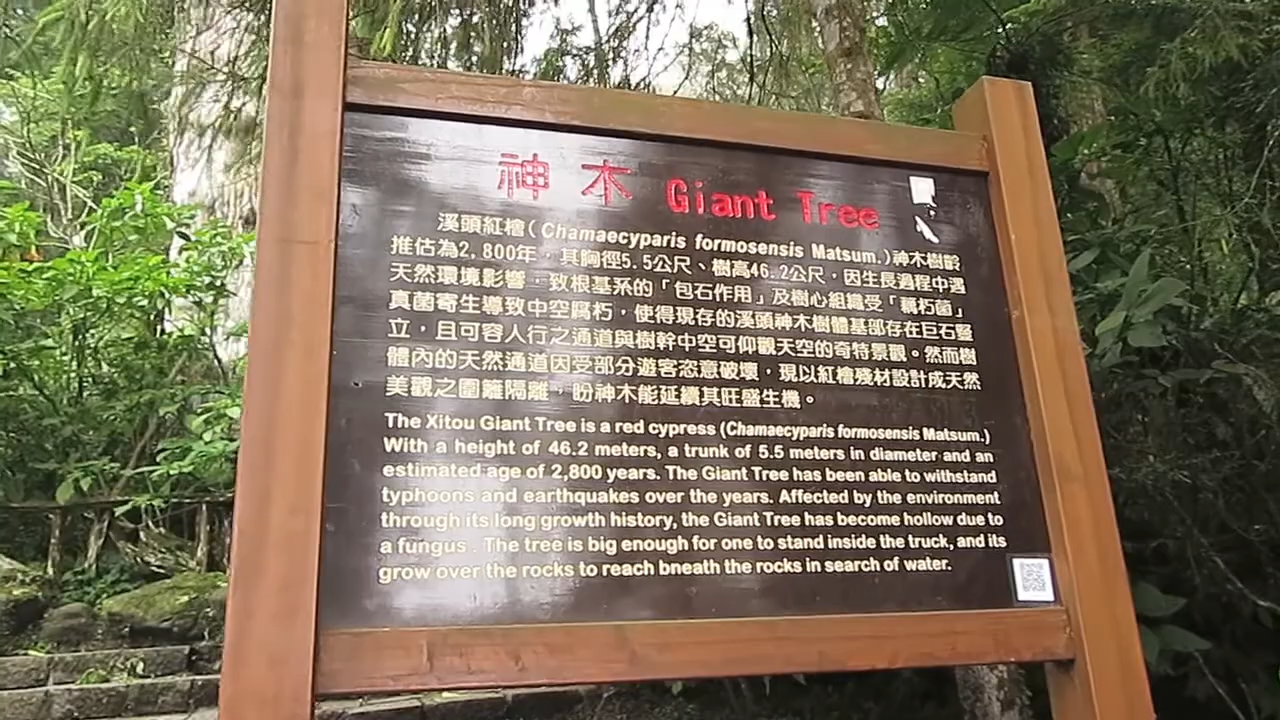 神木 Giant Tree
溪頭紅檜(Chamaecyparis formosensis Matsum.)神木樹齡
推估為2,800年，其胸徑5.5公尺、樹高46.2公尺，因生長過程中遇
天然環境影響，致根基系的「包石作用」及樹心組織受「藕朽菌」
真菌寄生導致中空腐朽，使得現存的溪頭神木樹體基部存在巨石豎
立，且可容人行之通道與樹幹中空可仰觀天空的奇特景觀。然而樹
體內的天然通道因受部分遊客恣意破壞，現以紅檜殘材設計成天然
美觀之圍籬隔離，盼神木能延續其旺盛生機。
The Xitou Giant Tree is a red cypress (Chamaecyparis formosensis Matsum.)
With a height of 46.2 meters, a trunk of 5.5 meters in diameter and an
estimated age of 2,800 years. The Giant Tree has been able to withstand
typhoons and earthquakes over the years. Affected by the environment
through its long growth history, the Giant Tree has become hollow due to
a fungus . The tree is big enough for one to stand inside the truck, and its
grow over the rocks to reach bneath the rocks in search of water.